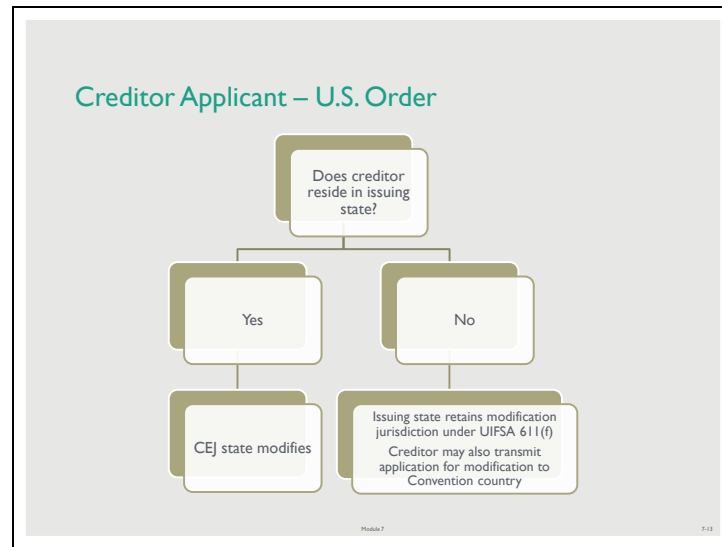 Creditor Applicant – U.S. Order
Does creditor
reside in issuing
state?
Yes
No
CEJ state modifies
Issuing state retains modification
jurisdiction under UIFSA 611(f)
Creditor may also transmit
application for modification to
Convention country
Module 7
7-13